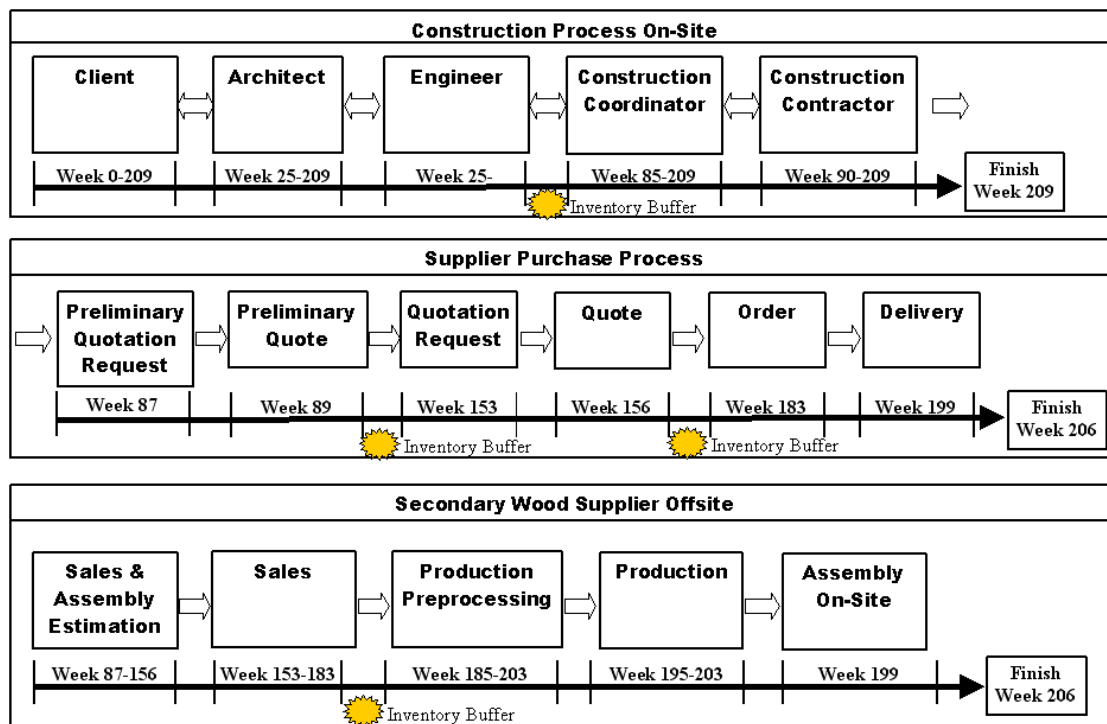 Construction Process On-Site
Client
Architect
Engineer
Construction
Coordinator
Construction
Contractor
Week 0-209
Week 25-209
Week 25-
Week 85-209
Week 90-209
Finish
Week 209
Inventory Buffer
Supplier Purchase Process
Preliminary
Quotation
Request
Preliminary
Quote
Quotation
Request
Quote
Order
Delivery
Week 87
Week 89
Week 153
Week 156
Week 183
Week 199
Finish
Week 206
Inventory Buffer
Inventory Buffer
Secondary Wood Supplier Offsite
Sales &
Assembly
Estimation
Sales
Production
Preprocessing
Production
Assembly
On-Site
Week 87-156
Week 153-183
Week 185-203
Week 195-203
Week 199
Finish
Week 206
Inventory Buffer